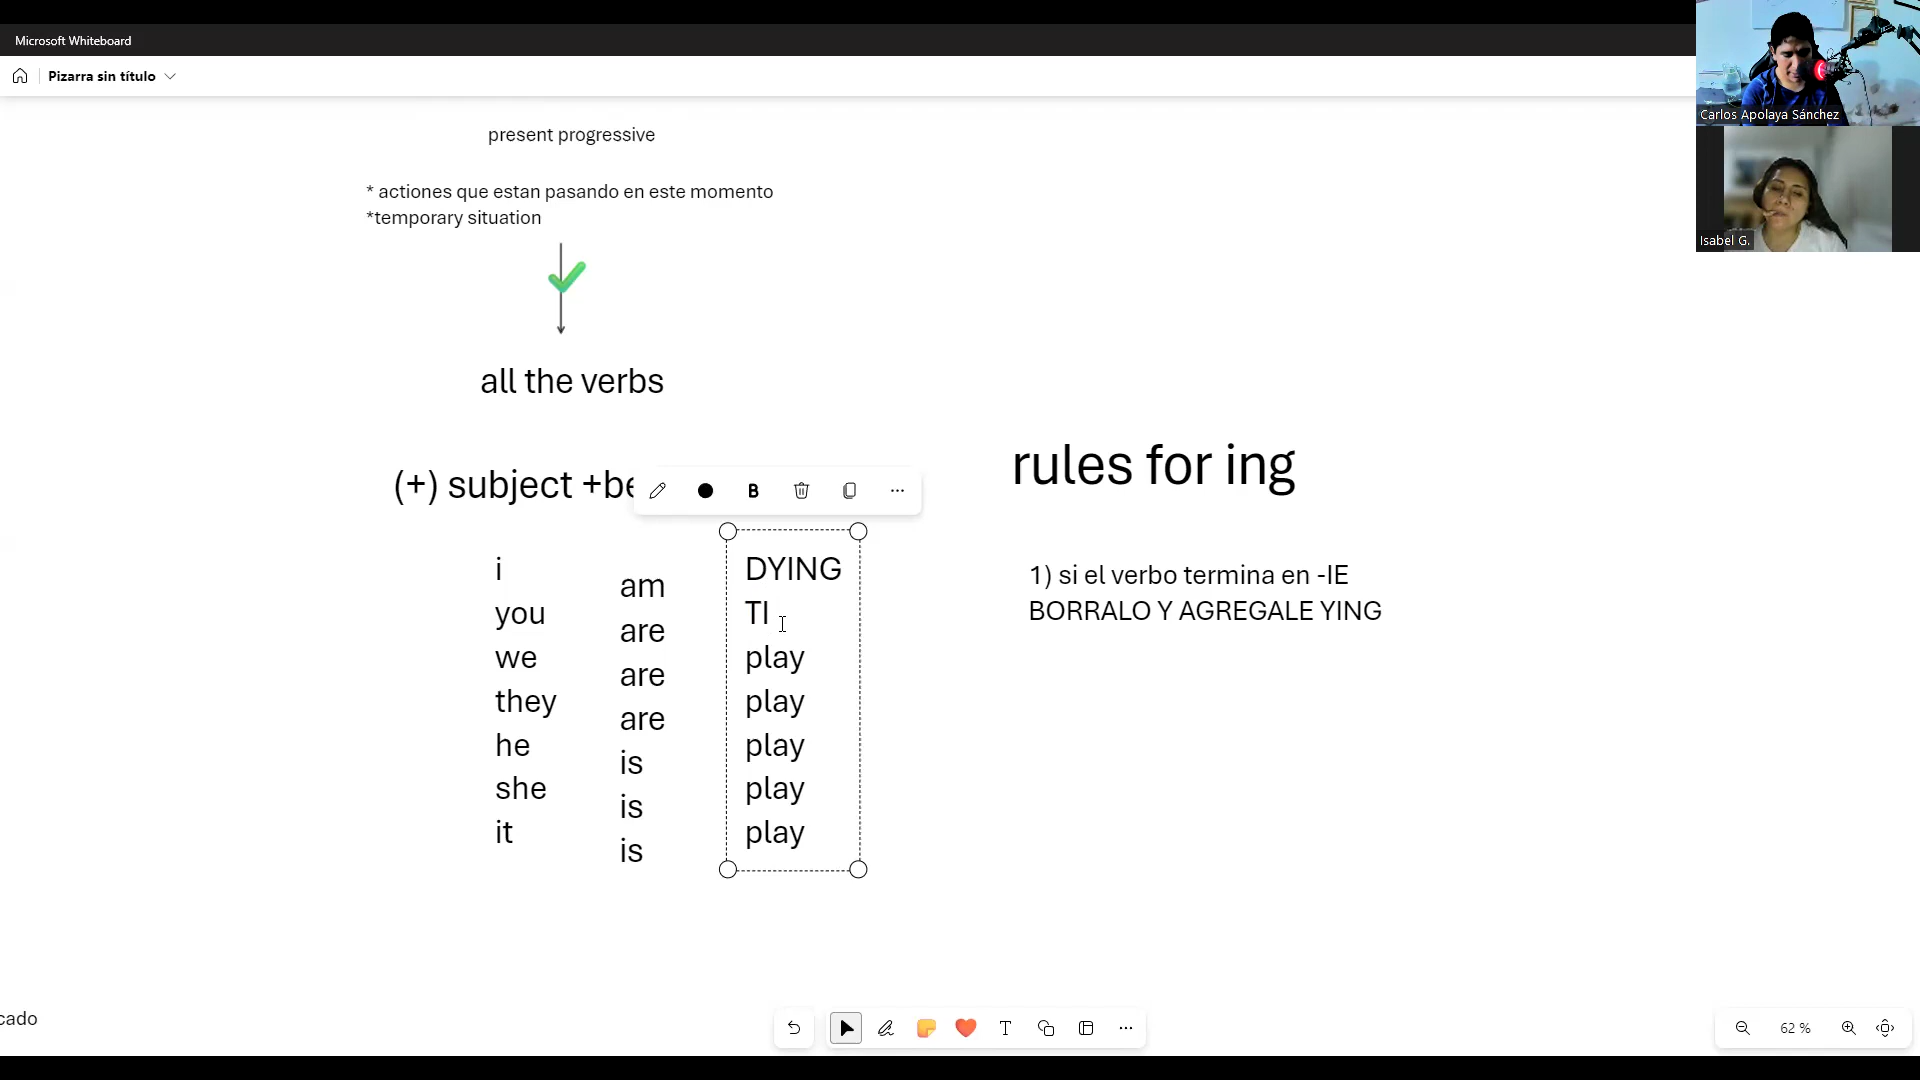 Microsoft Whiteboard
Pizarra sin título
Carlos Apolaya Sánchez
Isabel G.
present progressive
* actiones que estan pasando en este momento
*temporary situation
all the verbs
(+) subject +be
B
rules for ing
i
you
we
they
he
she
it
am
are
are
are
is
is
is
DYING
TI
play
play
play
play
play
1) si el verbo termina en -IE
BORRALO Y AGREGALE YING
cado
62 %